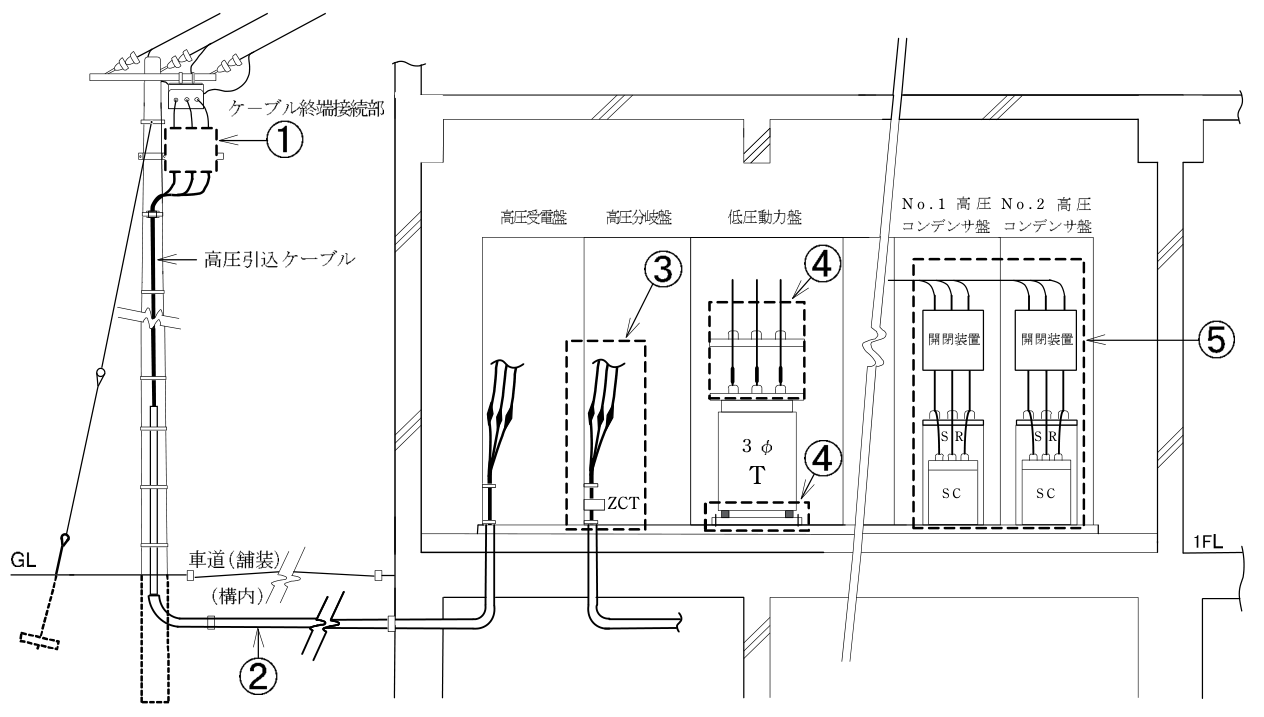 ケーブル終端接続部
①
高圧引込ケーブル
GL
車道(舗装)
(構内)
②
高圧受電盤
高圧分岐盤
低圧動力盤
No.1 高圧
コンデンサ盤
No.2 高圧
コンデンサ盤
③
④
⑤
開閉装置
開閉装置
3φ
T
④
SR
SR
SC
SC
ZCT
1FL